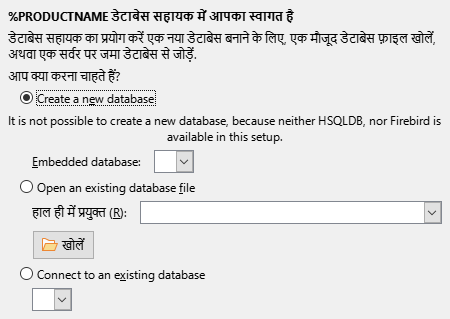 %PRODUCTNAME डेटाबेस सहायक में आपका स्वागत है
डेटाबेस सहायक का प्रयोग करें एक नया डेटाबेस बनाने के लिए, एक मौजूद डेटाबेस फ़ाइल खोलें,
अथवा एक सर्वर पर जमा डेटाबेस से जोड़ें.
आप क्या करना चाहते हैं?
Create a new database
It is not possible to create a new database, because neither HSQLDB, nor Firebird is
available in this setup.
Embedded database:
Open an existing database file
हाल ही में प्रयुक्त (R):
खोलें
Connect to an existing database